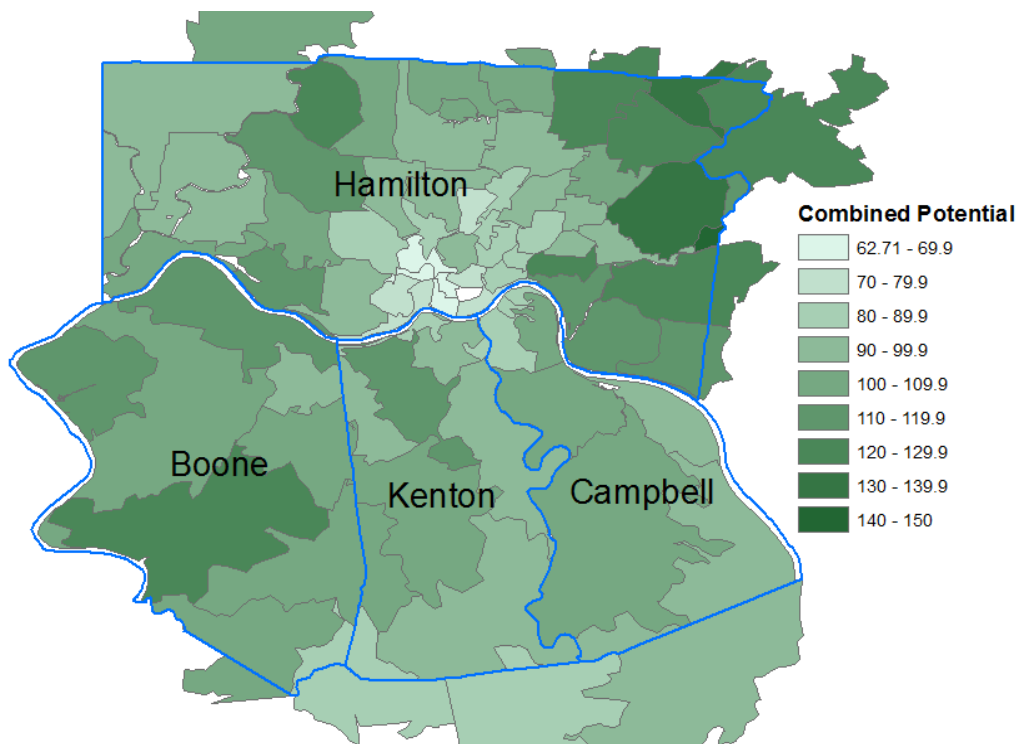 Hamilton
Combined Potential
62.71 - 69.9
70 - 79.9
80 - 89.9
90 - 99.9
100 - 109.9
110 - 119.9
120 - 129.9
130 - 139.9
140 - 150
Boone
Kenton
Campbell